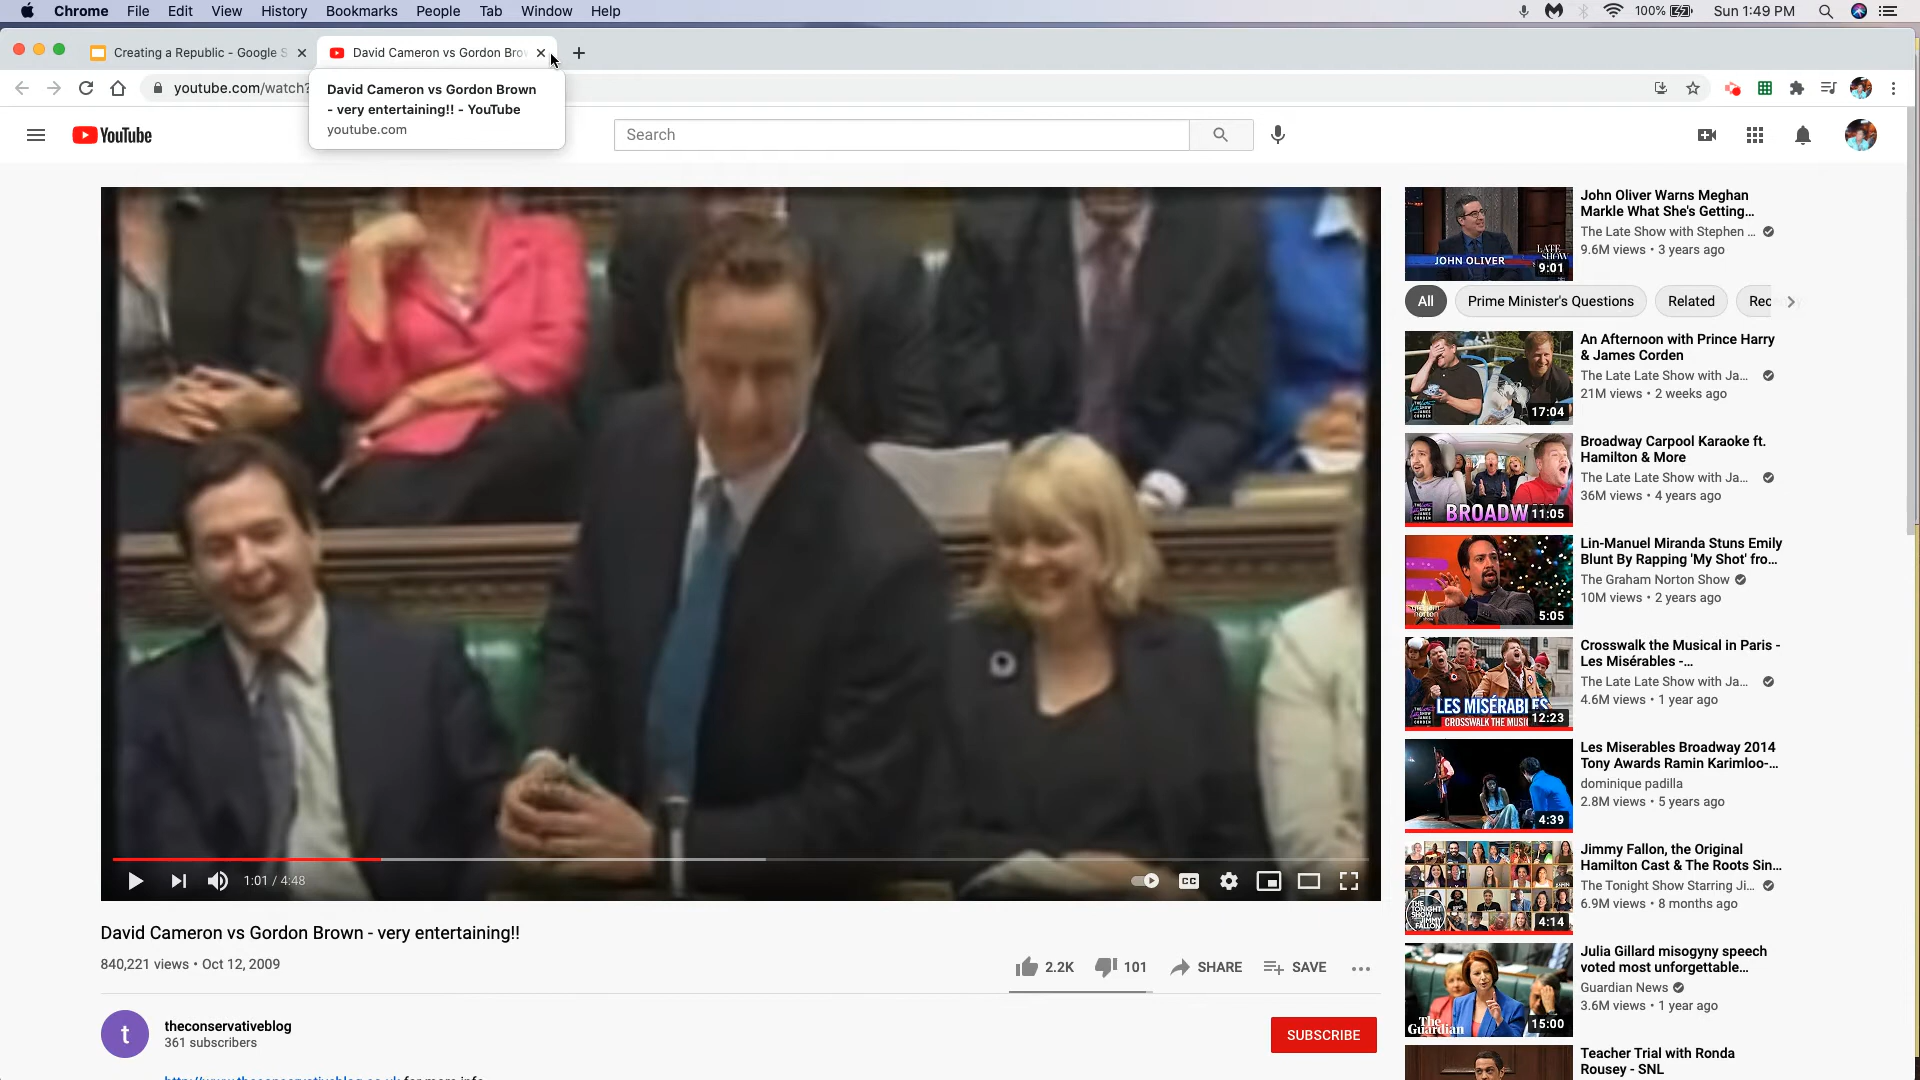 Chrome File Edit View History Bookmarks People Tab Window Help
100% Sun 1:49 PM
Creating a Republic - Google S
David Cameron vs Gordon Brow
youtube.com/watch?
David Cameron vs Gordon Brown
- very entertaining!! - YouTube
youtube.com
YouTube
Search
JOHN OLIVER
LATE
SHOW
9:01
John Oliver Warns Meghan
Markle What She's Getting...
The Late Show with Stephen ...
9.6M views • 3 years ago
All Prime Minister's Questions Related Rec
17:04
An Afternoon with Prince Harry
& James Corden
The Late Late Show with Ja...
21M views • 2 weeks ago
BROADW
11:05
Broadway Carpool Karaoke ft.
Hamilton & More
The Late Late Show with Ja...
36M views • 4 years ago
5:05
Lin-Manuel Miranda Stuns Emily
Blunt By Rapping 'My Shot' fro...
The Graham Norton Show
10M views • 2 years ago
LES MISÉRABLES
CROSSWALK THE MUSI
12:23
Crosswalk the Musical in Paris -
Les Misérables -...
The Late Late Show with Ja...
4.6M views • 1 year ago
4:39
Les Miserables Broadway 2014
Tony Awards Ramin Karimloo-...
dominique padilla
2.8M views • 5 years ago
THE
TONIGHT
SHOW
JIMMY
FALLON
4:14
Jimmy Fallon, the Original
Hamilton Cast & The Roots Sin...
The Tonight Show Starring Ji...
6.9M views • 8 months ago
The
Guardian
15:00
Julia Gillard misogyny speech
voted most unforgettable...
Guardian News
3.6M views • 1 year ago
Teacher Trial with Ronda
Rousey - SNL
1:01 / 4:48
CC
David Cameron vs Gordon Brown - very entertaining!!
840,221 views • Oct 12, 2009
2.2K 101 SHARE SAVE
t
theconservativeblog
361 subscribers
SUBSCRIBE